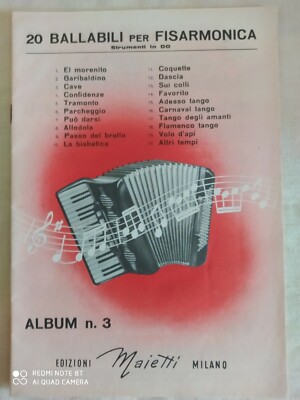 20 BALLABILI PER FISARMONICA
Strumenti in DO
1. El morenito
2. Garibaldino
3. Cave
4. Confidenze
5. Tramonto
6. Parcheggio
7. Può darsi
8. Allodola
9. Passo del brollo
10. La bisbetica
11. Coquette
12. Dascia
13. Sui colli
14. Favorito
15. Adesso tango
16. Carnaval tango
17. Tango degli amanti
18. Flamenco tango
19. Volo d'api
20. Altri tempi
ALBUM n. 3
EDIZIONI Maietti MILANO
REDMI NOTE 8T
AI QUAD CAMERA